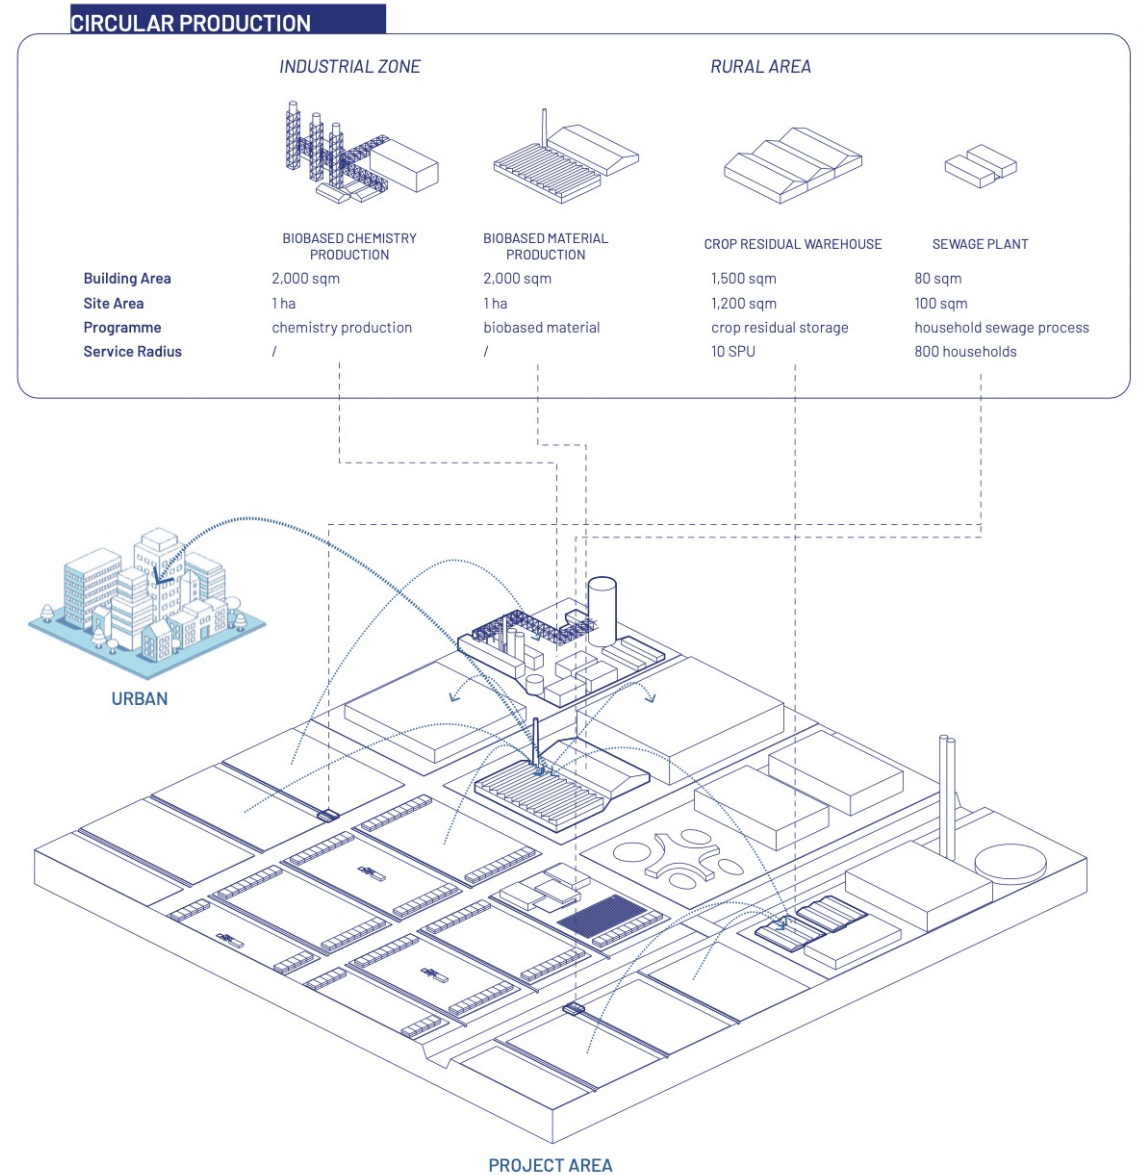 CIRCULAR PRODUCTION
INDUSTRIAL ZONE
RURAL AREA
BIOBASED CHEMISTRY
PRODUCTION
BIOBASED MATERIAL
PRODUCTION
CROP RESIDUAL WAREHOUSE
SEWAGE PLANT
Building Area 2,000 sqm 2,000 sqm 1,500 sqm 80 sqm
Site Area 1 ha 1 ha 1,200 sqm 100 sqm
Programme chemistry production biobased material crop residual storage household sewage process
Service Radius / / 10 SPU 800 households
URBAN
PROJECT AREA